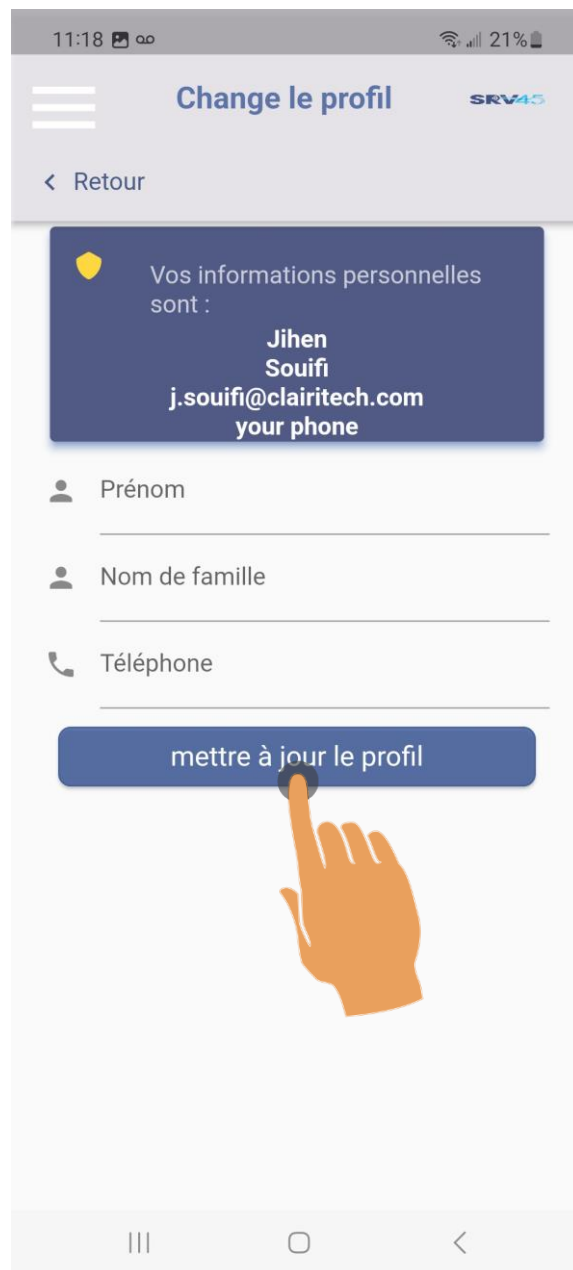 11:18 21%
Change le profil SRV45
Retour
Vos informations personnelles
sont :
Jihen
Souifi
j.souifi@clairitech.com
your phone
Prénom
Nom de famille
Téléphone
mettre à jour le profil